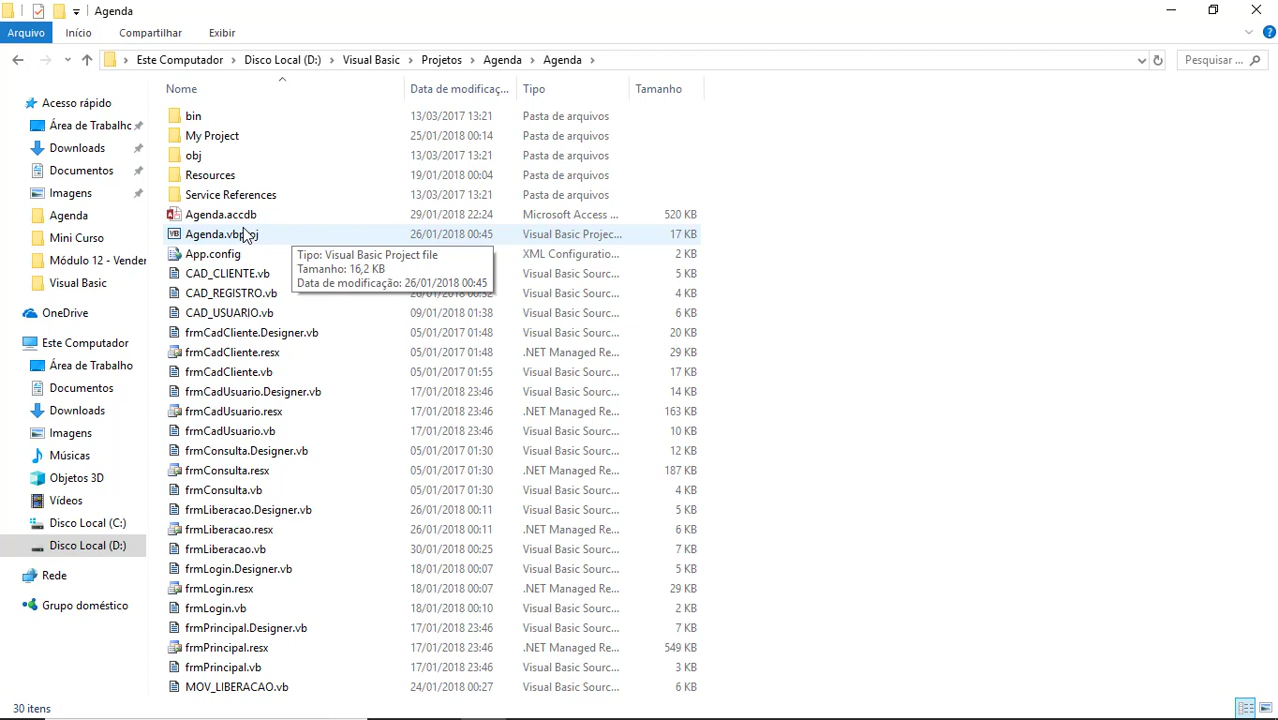 Agenda
Arquivo Início Compartilhar Exibir
Este Computador Disco Local (D:) Visual Basic Projetos Agenda Agenda Pesquisar ...
Nome Data de modificaç... Tipo Tamanho
Acesso rápido
Área de Trabalho
Downloads
Documentos
Imagens
Agenda
Mini Curso
Módulo 12 - Vender
Visual Basic
OneDrive
Este Computador
Área de Trabalho
Documentos
Downloads
Imagens
Músicas
Objetos 3D
Vídeos
Disco Local (C:)
Disco Local (D:)
Rede
Grupo doméstico
bin 13/03/2017 13:21 Pasta de arquivos
My Project 25/01/2018 00:14 Pasta de arquivos
obj 13/03/2017 13:21 Pasta de arquivos
Resources 19/01/2018 00:04 Pasta de arquivos
Service References 13/03/2017 13:21 Pasta de arquivos
Agenda.accdb 29/01/2018 22:24 Microsoft Access ... 520 KB
Agenda.vbproj 26/01/2018 00:45 Visual Basic Projec... 17 KB
App.config XML Configuratio... 2 KB
Tipo: Visual Basic Project file
Tamanho: 16,2 KB
Data de modificação: 26/01/2018 00:45
CAD_CLIENTE.vb Visual Basic Sourc... 5 KB
CAD_REGISTRO.vb Visual Basic Sourc... 4 KB
CAD_USUARIO.vb 09/01/2018 01:38 Visual Basic Sourc... 6 KB
frmCadCliente.Designer.vb 05/01/2017 01:48 Visual Basic Sourc... 20 KB
frmCadCliente.resx 05/01/2017 01:48 .NET Managed Re... 29 KB
frmCadCliente.vb 05/01/2017 01:55 Visual Basic Sourc... 17 KB
frmCadUsuario.Designer.vb 17/01/2018 23:46 Visual Basic Sourc... 14 KB
frmCadUsuario.resx 17/01/2018 23:46 .NET Managed Re... 163 KB
frmCadUsuario.vb 17/01/2018 23:46 Visual Basic Sourc... 10 KB
frmConsulta.Designer.vb 05/01/2017 01:30 Visual Basic Sourc... 12 KB
frmConsulta.resx 05/01/2017 01:30 .NET Managed Re... 187 KB
frmConsulta.vb 05/01/2017 01:30 Visual Basic Sourc... 4 KB
frmLiberacao.Designer.vb 26/01/2018 00:11 Visual Basic Sourc... 5 KB
frmLiberacao.resx 26/01/2018 00:11 .NET Managed Re... 6 KB
frmLiberacao.vb 30/01/2018 00:25 Visual Basic Sourc... 7 KB
frmLogin.Designer.vb 18/01/2018 00:07 Visual Basic Sourc... 5 KB
frmLogin.resx 18/01/2018 00:07 .NET Managed Re... 29 KB
frmLogin.vb 18/01/2018 00:10 Visual Basic Sourc... 2 KB
frmPrincipal.Designer.vb 17/01/2018 23:46 Visual Basic Sourc... 7 KB
frmPrincipal.resx 17/01/2018 23:46 .NET Managed Re... 549 KB
frmPrincipal.vb 17/01/2018 23:46 Visual Basic Sourc... 3 KB
MOV_LIBERACAO.vb 24/01/2018 00:27 Visual Basic Sourc... 6 KB
30 itens